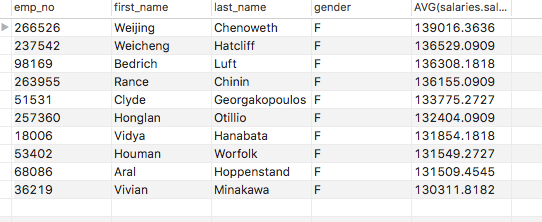 emp_no first_name last_name gender AVG(salaries.sal...
266526 Weijing Chenoweth F 139016.3636
237542 Weicheng Hatcliff F 136529.0909
98169 Bedrich Luft F 136308.1818
263955 Rance Chinin F 136155.0909
51531 Clyde Georgakopoulos F 133775.2727
257360 Honglan Otillio F 132404.0909
18006 Vidya Hanabata F 131854.1818
53402 Houman Worfolk F 131549.2727
68086 Aral Hoppenstand F 131509.4545
36219 Vivian Minakawa F 130311.8182